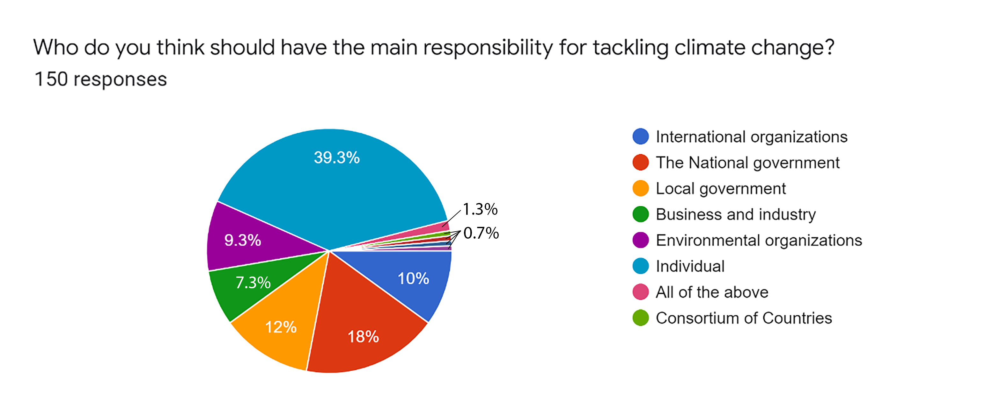 Who do you think should have the main responsibility for tackling climate change?
150 responses
39.3%
1.3%
0.7%
9.3%
10%
7.3%
12%
18%
International organizations
The National government
Local government
Business and industry
Environmental organizations
Individual
All of the above
Consortium of Countries